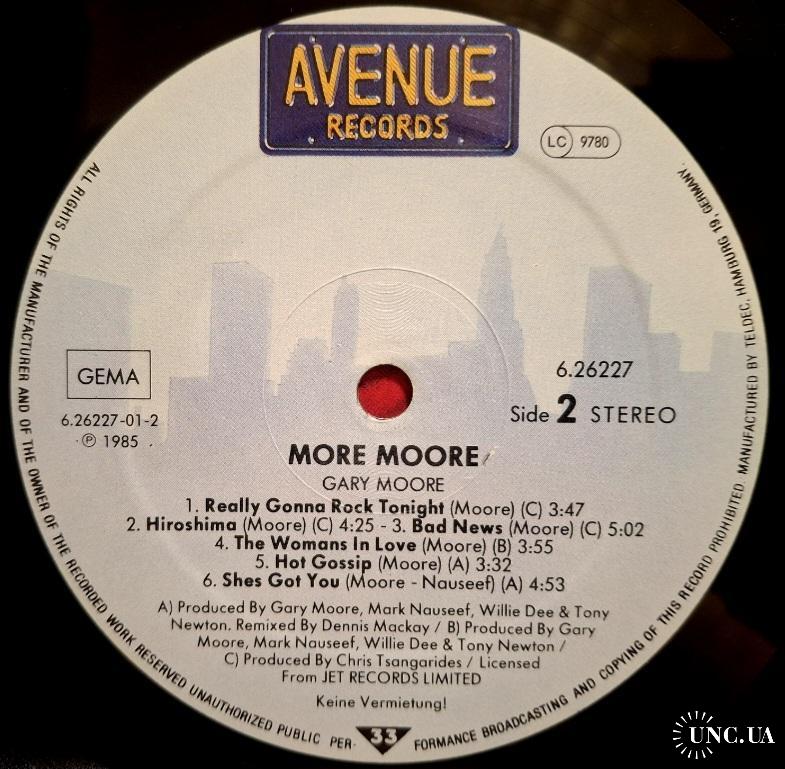 AVENUE
RECORDS
LC 9780
GEMA
6.26227-01-2
℗ 1985
6.26227
Side 2 STEREO
MORE MOORE
GARY MOORE
1. Really Gonna Rock Tonight (Moore) (C) 3:47
2. Hiroshima (Moore) (C) 4:25 - 3. Bad News (Moore) (C) 5:02
4. The Womans In Love (Moore) (B) 3:55
5. Hot Gossip (Moore) (A) 3:32
6. Shes Got You (Moore - Nauseef) (A) 4:53
A) Produced By Gary Moore, Mark Nauseef, Willie Dee & Tony
Newton. Remixed By Dennis Mackay / B) Produced By Gary
Moore, Mark Nauseef, Willie Dee & Tony Newton /
C) Produced By Chris Tsangarides / Licensed
From JET RECORDS LIMITED
Keine Vermietung!
33
ALL RIGHTS OF THE MANUFACTURER AND OF THE OWNER OF THE RECORDED WORK RESERVED UNAUTHORIZED PUBLIC PER- FORMANCE BROADCASTING AND COPYING OF THIS RECORD PROHIBITED. MANUFACTURED BY TELDEC, HAMBURG 19, GERMANY.
UNC.UA